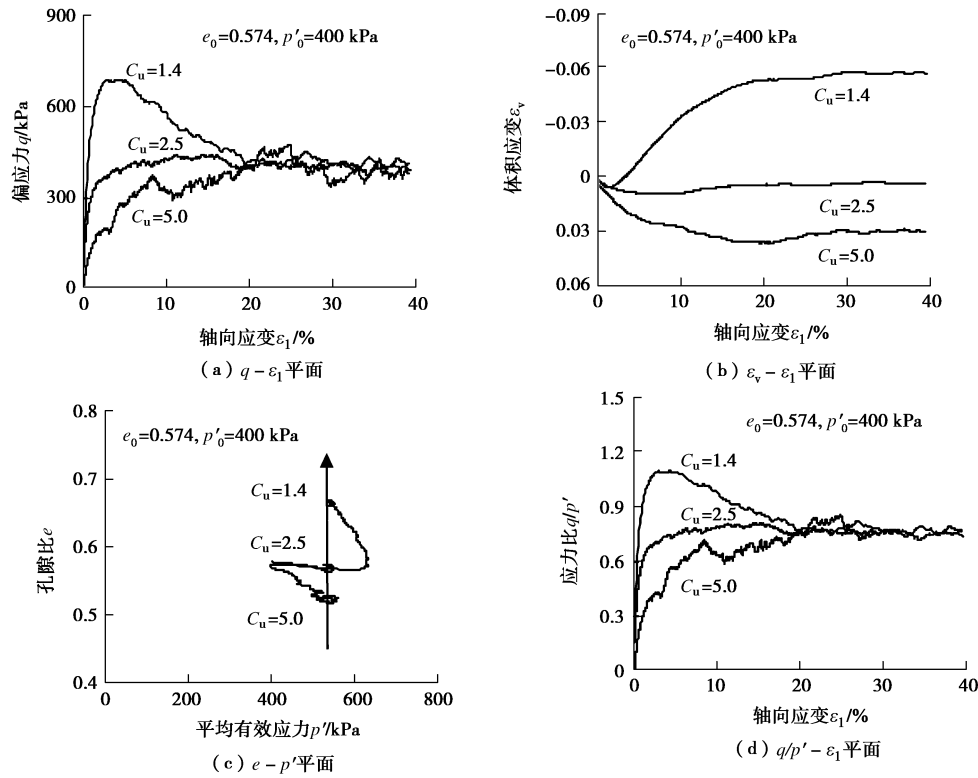 900
600
300
0
0
10
20
30
40
偏应力q/kPa
e₀=0.574, p′₀=400 kPa
Cᵤ=1.4
Cᵤ=2.5
Cᵤ=5.0
轴向应变ε₁/%
(a) q – ε₁平面
−0.09
−0.06
−0.03
0
0.03
0.06
0
10
20
30
40
体积应变εᵥ
e₀=0.574, p′₀=400 kPa
Cᵤ=1.4
Cᵤ=2.5
Cᵤ=5.0
轴向应变ε₁/%
(b) εᵥ – ε₁平面
0.8
0.7
0.6
0.5
0.4
0
200
400
600
800
孔隙比e
e₀=0.574, p′₀=400 kPa
Cᵤ=1.4
Cᵤ=2.5
Cᵤ=5.0
平均有效应力p′/kPa
(c) e – p′平面
1.5
1.2
0.9
0.6
0.3
0
0
10
20
30
40
应力比q/p′
e₀=0.574, p′₀=400 kPa
Cᵤ=1.4
Cᵤ=2.5
Cᵤ=5.0
轴向应变ε₁/%
(d) q/p′ – ε₁平面